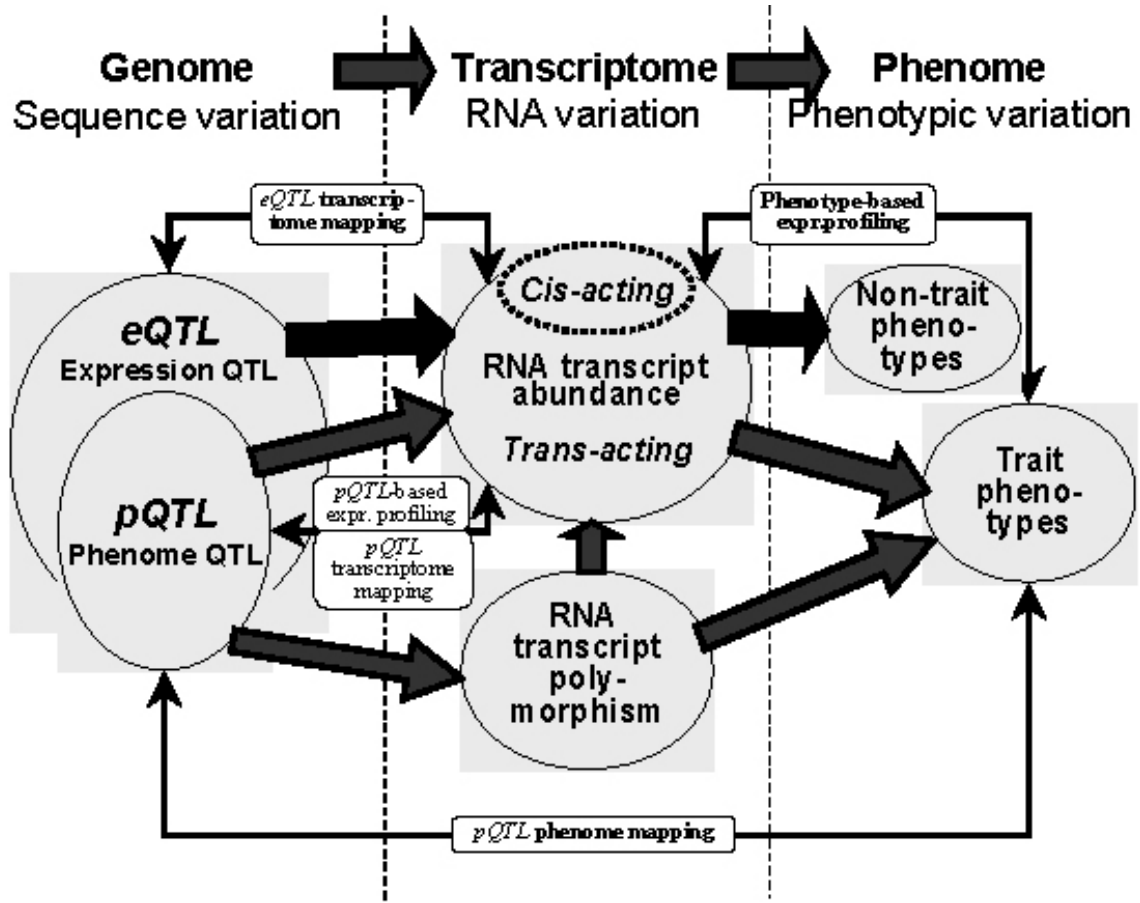 Genome
Sequence variation
Transcriptome
RNA variation
Phenome
Phenotypic variation
eQTL transcrip-
tome mapping
Phenotype-based
expr.profiling
eQTL
Expression QTL
pQTL
Phenome QTL
Cis-acting
RNA transcript
abundance
Trans-acting
Non-trait
pheno-
types
Trait
pheno-
types
pQTL-based
expr. profiling
pQTL
transcriptome
mapping
RNA
transcript
poly-
morphism
pQTL phenome mapping